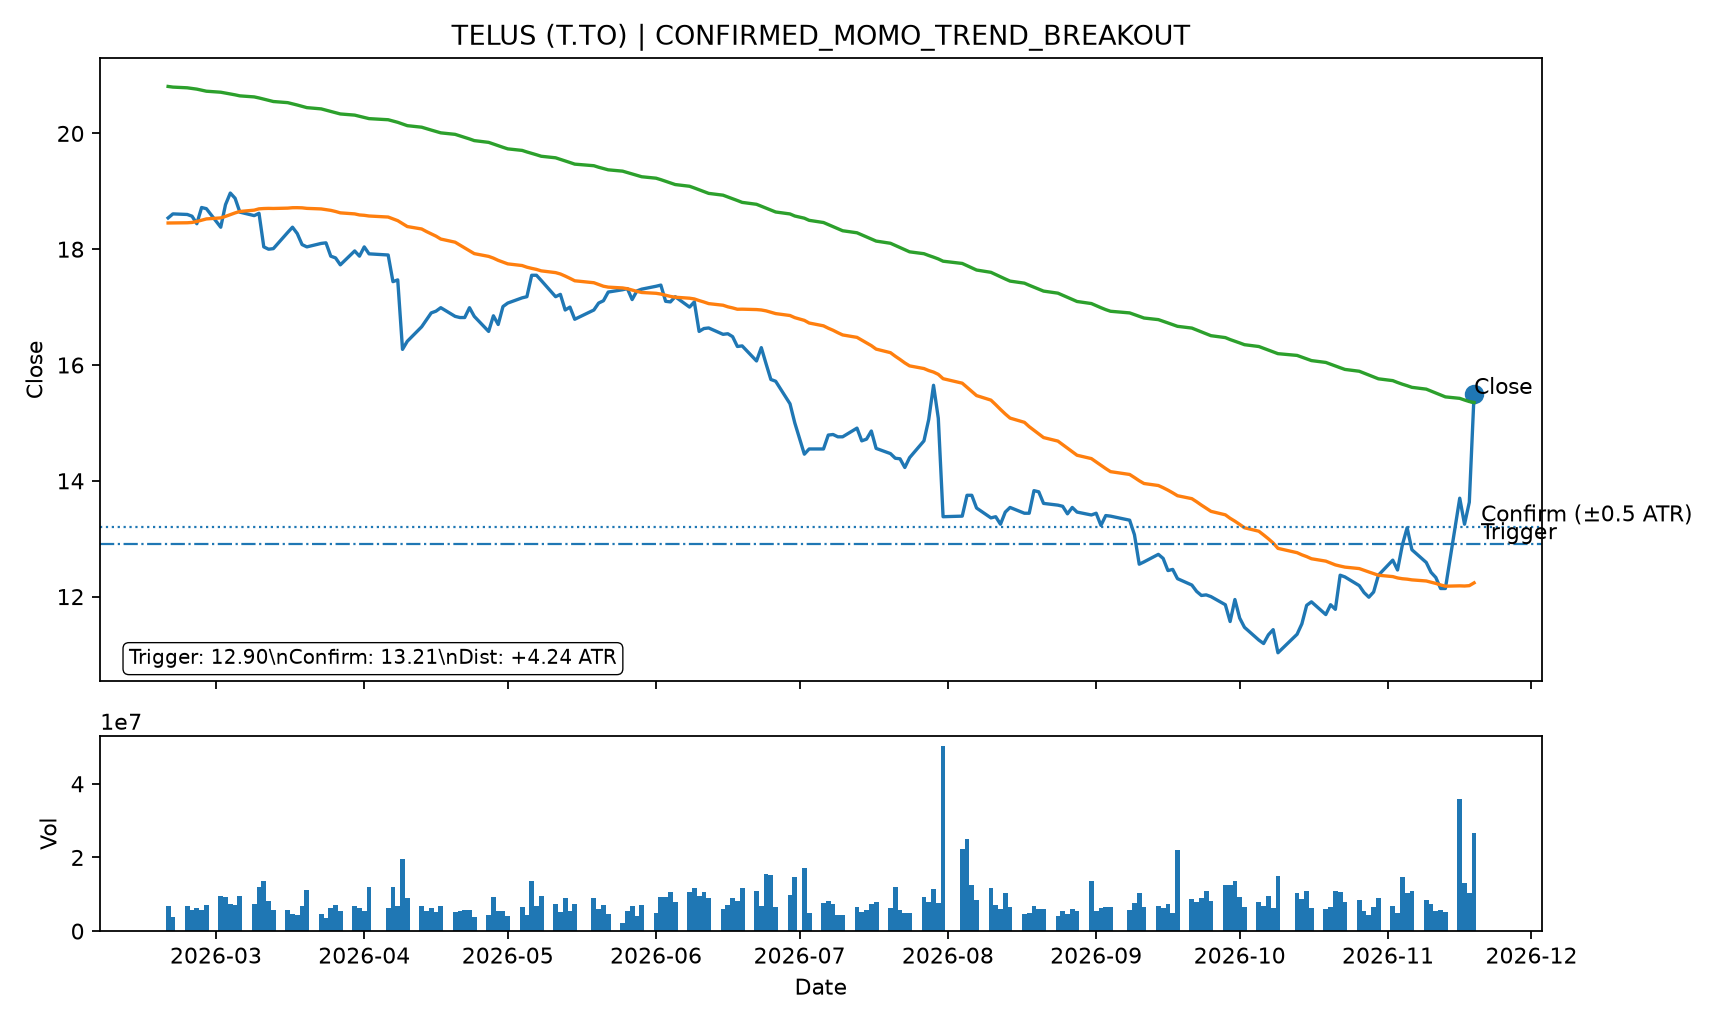 TELUS (T.TO) | CONFIRMED_MOMO_TREND_BREAKOUT
Close
20
18
16
14
12
Close
Confirm (±0.5 ATR)
Trigger
Trigger: 12.90\nConfirm: 13.21\nDist: +4.24 ATR
1e7
Vol
4
2
0
2026-03 2026-04 2026-05 2026-06 2026-07 2026-08 2026-09 2026-10 2026-11 2026-12
Date